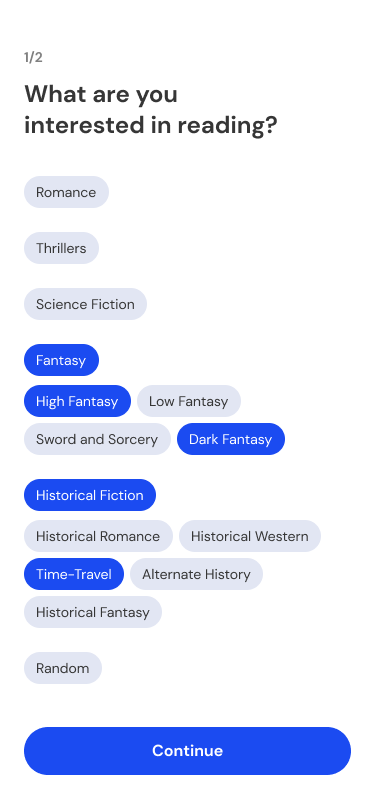 1/2
What are you
interested in reading?
Romance
Thrillers
Science Fiction
Fantasy
High Fantasy Low Fantasy
Sword and Sorcery Dark Fantasy
Historical Fiction
Historical Romance Historical Western
Time-Travel Alternate History
Historical Fantasy
Random
Continue